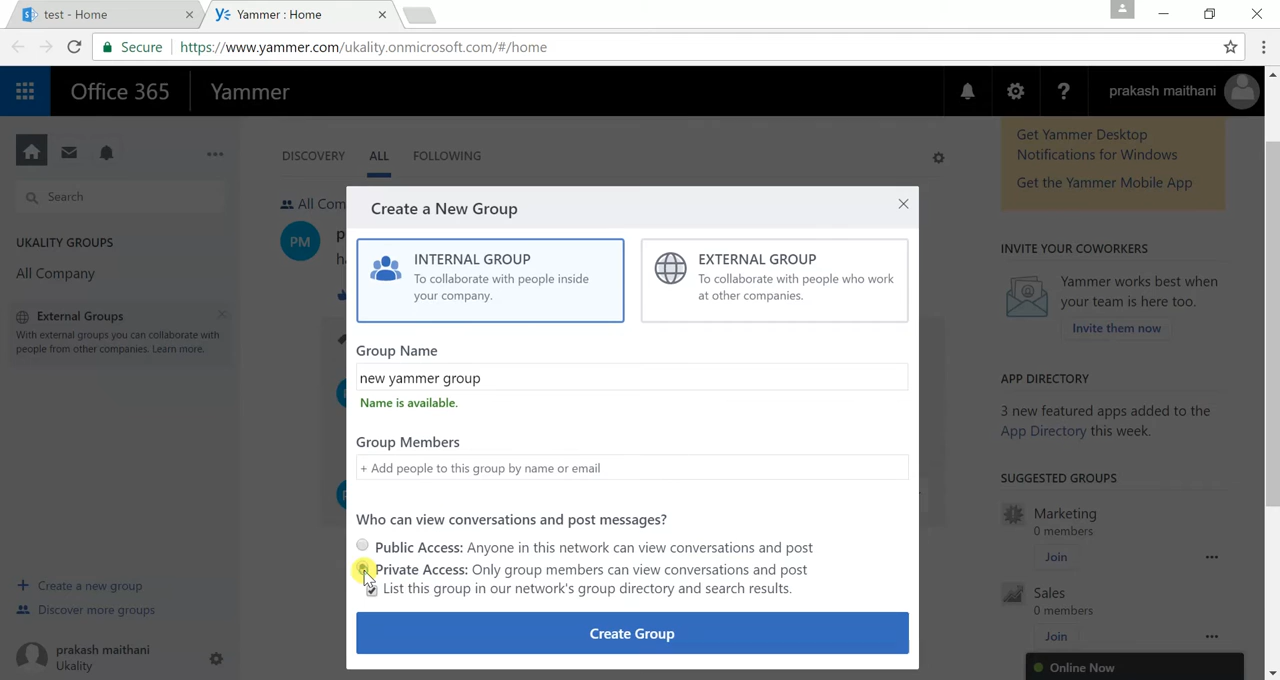 test - Home
Yammer : Home
Secure
https://www.yammer.com/ukality.onmicrosoft.com/#/home
Office 365
Yammer
prakash maithani
Search
UKALITY GROUPS
All Company
External Groups
With external groups you can collaborate with
people from other companies. Learn more.
+ Create a new group
Discover more groups
prakash maithani
Ukality
DISCOVERY
ALL
FOLLOWING
All Com
PM
Create a New Group
INTERNAL GROUP
To collaborate with people inside
your company.
EXTERNAL GROUP
To collaborate with people who work
at other companies.
Group Name
new yammer group
Name is available.
Group Members
+ Add people to this group by name or email
Who can view conversations and post messages?
Public Access: Anyone in this network can view conversations and post
Private Access: Only group members can view conversations and post
List this group in our network's group directory and search results.
Create Group
Get Yammer Desktop
Notifications for Windows
Get the Yammer Mobile App
INVITE YOUR COWORKERS
Yammer works best when
your team is here too.
Invite them now
APP DIRECTORY
3 new featured apps added to the
App Directory this week.
SUGGESTED GROUPS
Marketing
0 members
Join
Sales
0 members
Join
Online Now